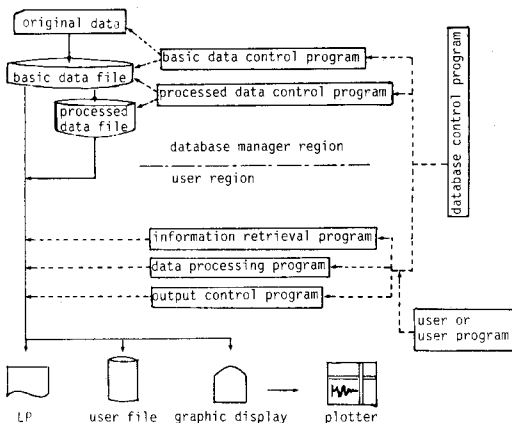 original data
basic data file
processed
data file
basic data control program
processed data control program
database control program
database manager region
user region
information retrieval program
data processing program
output control program
user or
user program
LP
user file
graphic display
plotter